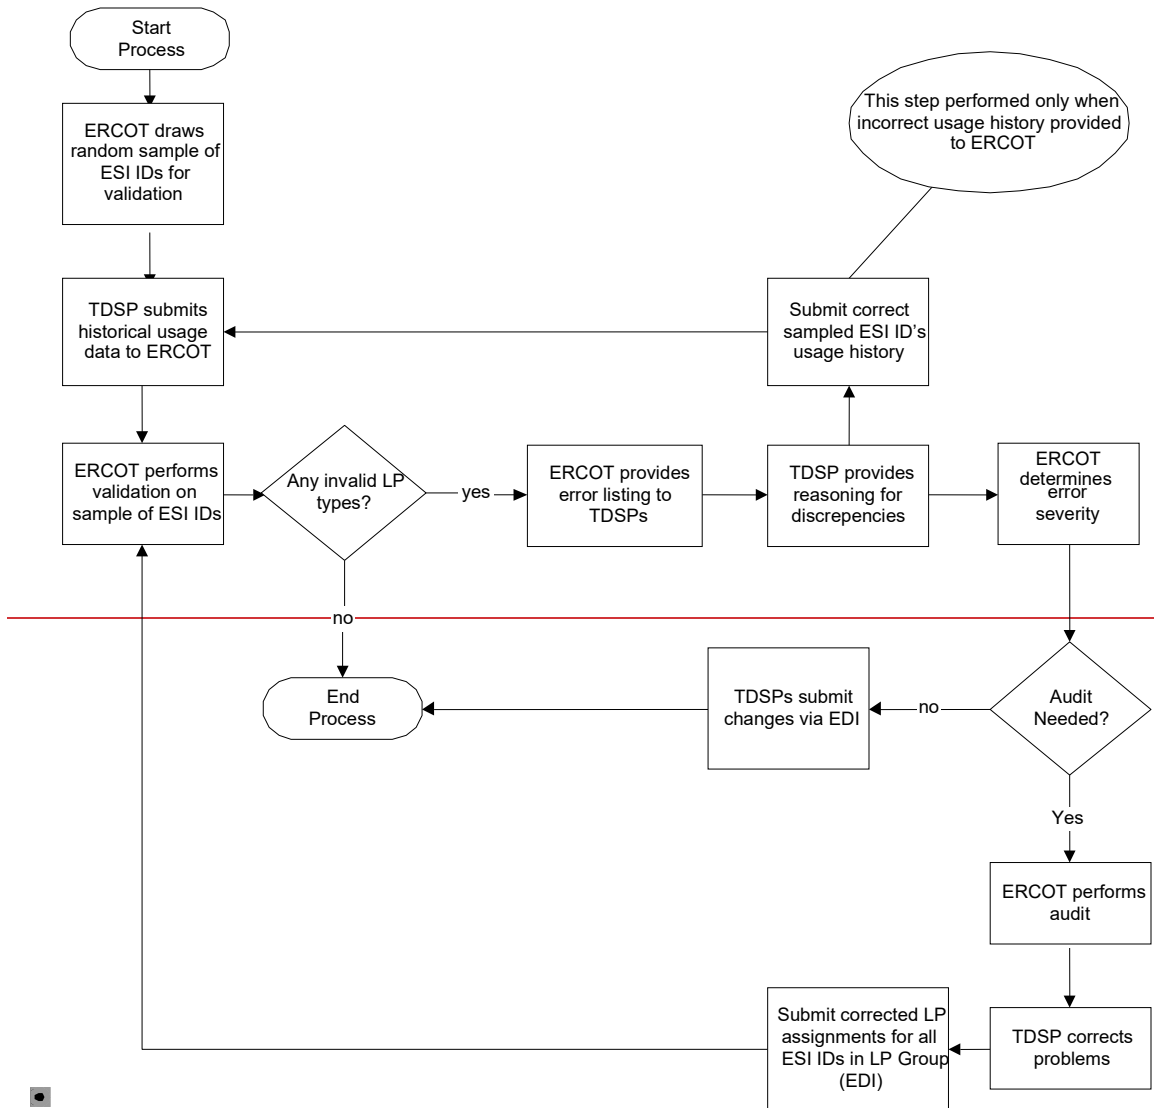 Start
Process
This step performed only when
incorrect usage history provided
to ERCOT
ERCOT draws
random sample of
ESI IDs for
validation
TDSP submits
historical usage
data to ERCOT
Submit correct
sampled ESI ID's
usage history
ERCOT performs
validation on
sample of ESI IDs
Any invalid LP
types?
yes
ERCOT provides
error listing to
TDSPs
TDSP provides
reasoning for
discrepencies
ERCOT
determines
error
severity
no
End
Process
TDSPs submit
changes via EDI
no
Audit
Needed?
Yes
ERCOT performs
audit
Submit corrected LP
assignments for all
ESI IDs in LP Group
(EDI)
TDSP corrects
problems